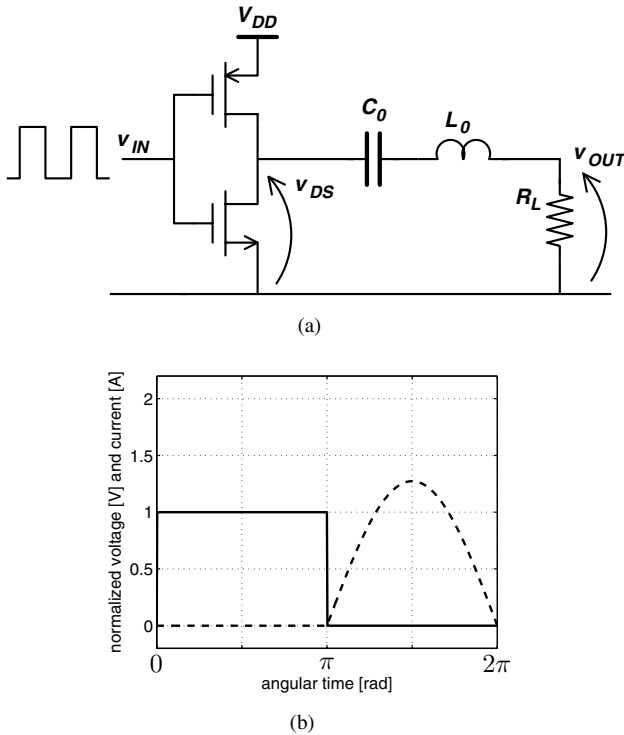 V_DD
C_0
L_0
v_IN
v_OUT
v_DS
R_L
(a)
normalized voltage [V] and current [A]
2
1.5
1
0.5
0
0
π
2π
angular time [rad]
(b)